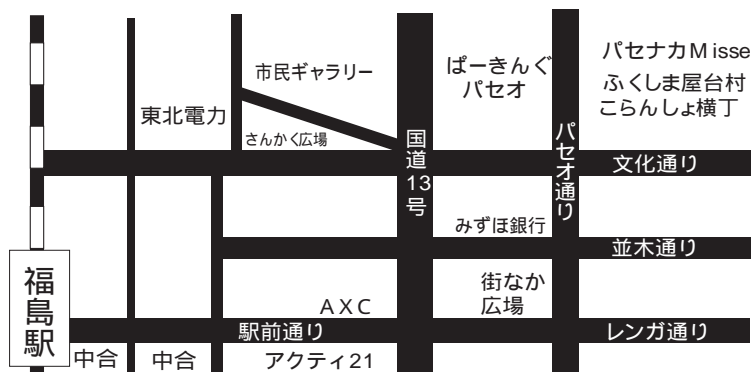 パセナカMisse
ぱーきんぐ
パセオ
市民ギャラリー
ふくしま屋台村
こらんしょ横丁
東北電力
さんかく広場
国道13号
パセオ通り
文化通り
みずほ銀行
並木通り
福島駅
街なか
広場
AXC
駅前通り
レンガ通り
中合
中合
アクティ21